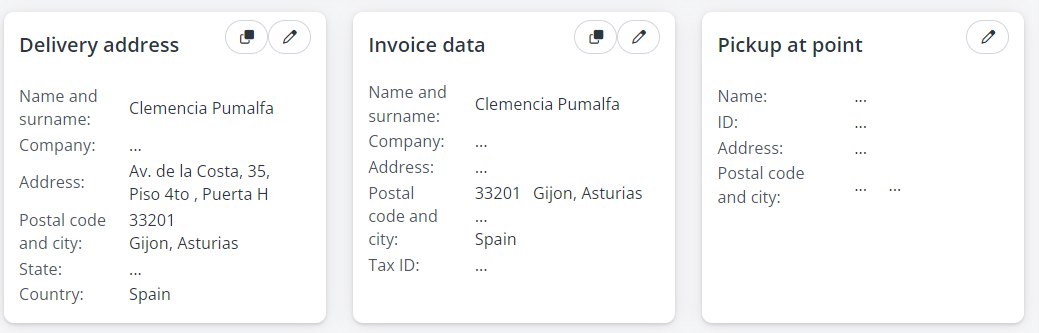 Delivery address
Name and surname: Clemencia Pumalfa
Company: ...
Address: Av. de la Costa, 35,
Piso 4to , Puerta H
Postal code and city: 33201
Gijon, Asturias
State: ...
Country: Spain
Invoice data
Name and surname: Clemencia Pumalfa
Company: ...
Address: ...
Postal code and city: 33201 Gijon, Asturias
...
Spain
Tax ID: ...
Pickup at point
Name: ...
ID: ...
Address: ...
Postal code and city: ... ...